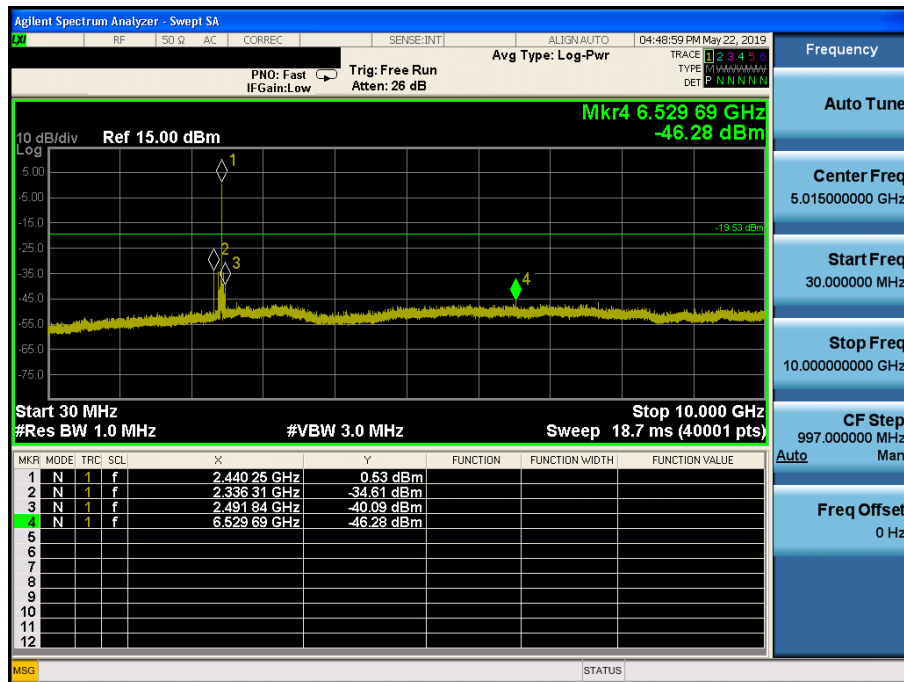 Agilent Spectrum Analyzer - Swept SA
LXI RF 50 Ω AC CORREC SENSE:INT ALIGN AUTO 04:48:59 PM May 22, 2019
Frequency
Avg Type: Log-Pwr
TRACE 1 2 3 4 5 6
PNO: Fast Trig: Free Run
TYPE M W W W W W
IFGain:Low Atten: 26 dB
DET P N N N N N
Auto Tune
Mkr4 6.529 69 GHz
-46.28 dBm
10 dB/div Ref 15.00 dBm
Log
1
5.00
-5.00
-15.0
-19.53 dBm
-25.0
2
3
-35.0
4
-45.0
-55.0
-65.0
-75.0
Center Freq
5.015000000 GHz
Start Freq
30.000000 MHz
Stop Freq
10.000000000 GHz
Start 30 MHz Stop 10.000 GHz
#Res BW 1.0 MHz #VBW 3.0 MHz Sweep 18.7 ms (40001 pts)
CF Step
997.000000 MHz
Auto Man
MKR MODE TRC SCL X Y FUNCTION FUNCTION WIDTH FUNCTION VALUE
1 N 1 f 2.440 25 GHz 0.53 dBm
2 N 1 f 2.336 31 GHz -34.61 dBm
3 N 1 f 2.491 84 GHz -40.09 dBm
4 N 1 f 6.529 69 GHz -46.28 dBm
5
6
7
8
9
10
11
12
Freq Offset
0 Hz
MSG STATUS